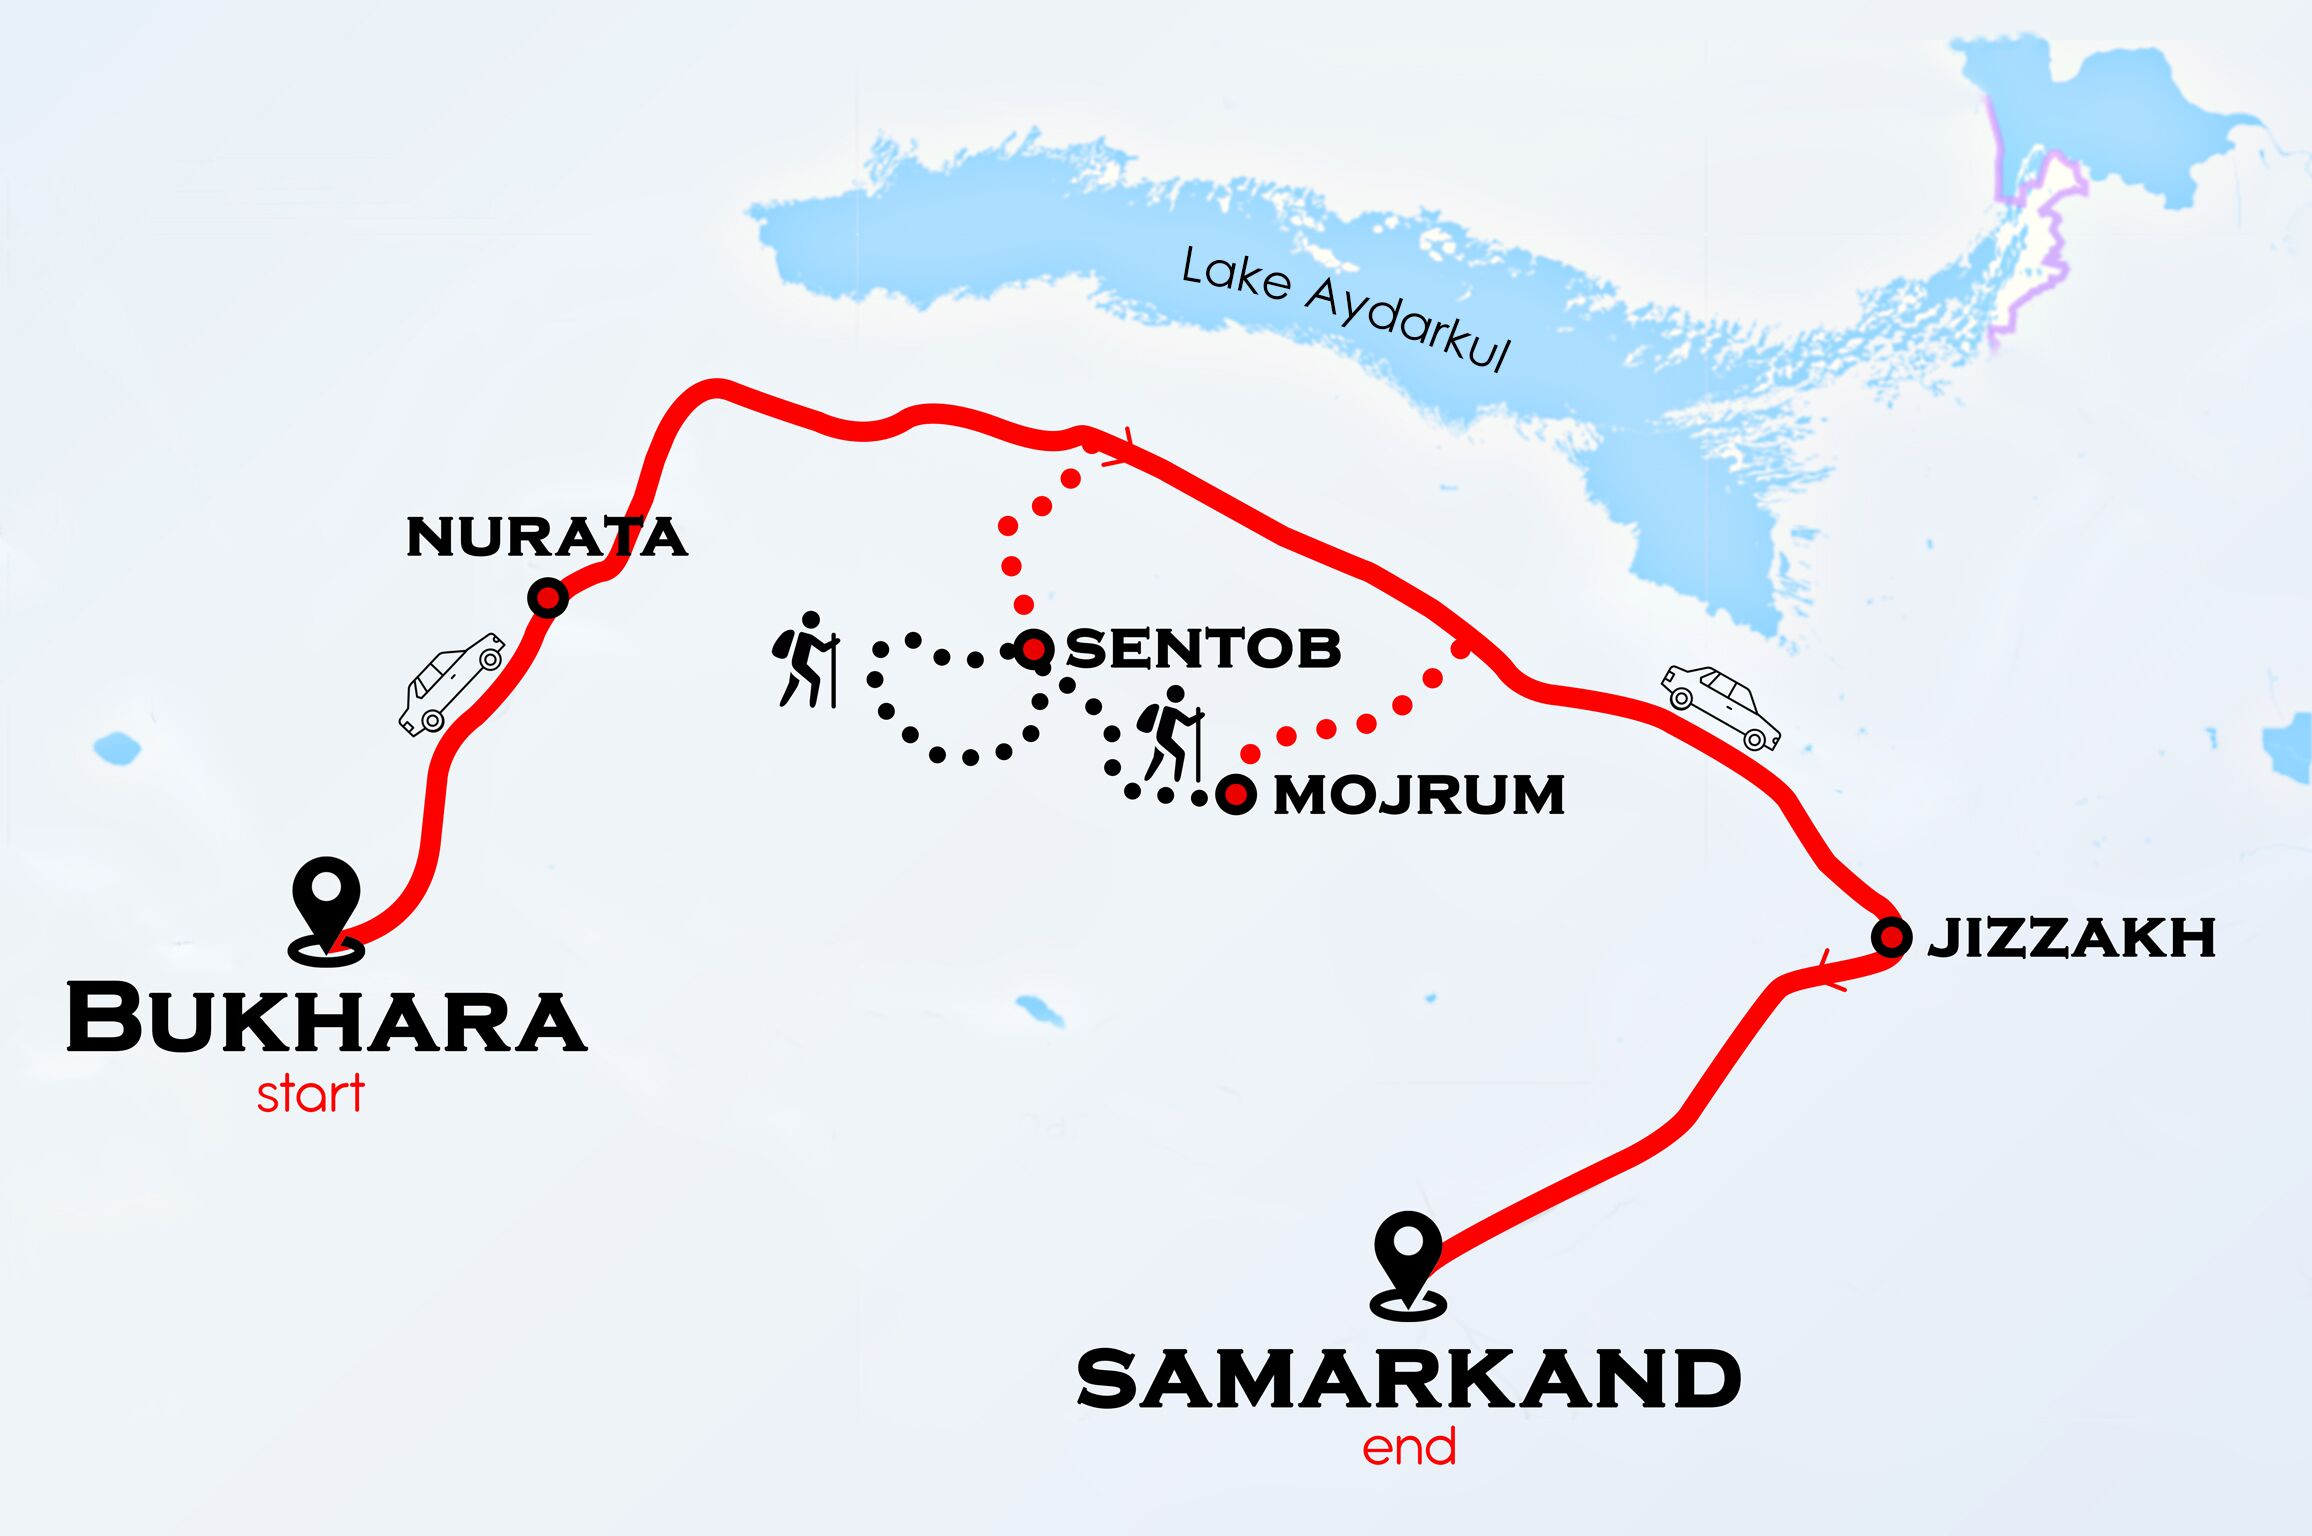 Lake Aydarkul
NURATA
SENTOB
MOJRUM
JIZZAKH
BUKHARA
start
SAMARKAND
end